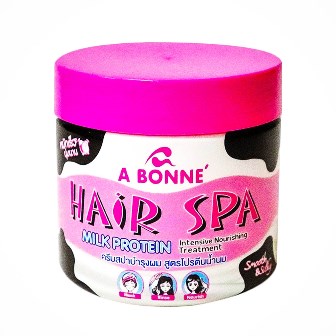 A BONNÉ
HAIR SPA
MILK PROTEIN
Intensive Nourishing
Treatment
ครีมสปาบำรุงผม สูตรโปรตีนน้ำนม
Smooth
& Silky